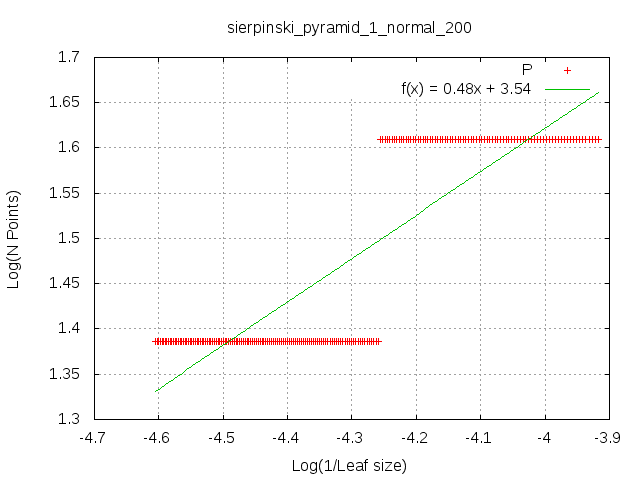 sierpinski_pyramid_1_normal_200
P
f(x) = 0.48x + 3.54
1.7
1.65
1.6
1.55
1.5
1.45
1.4
1.35
1.3
Log(N Points)
-4.7 -4.6 -4.5 -4.4 -4.3 -4.2 -4.1 -4 -3.9
Log(1/Leaf size)